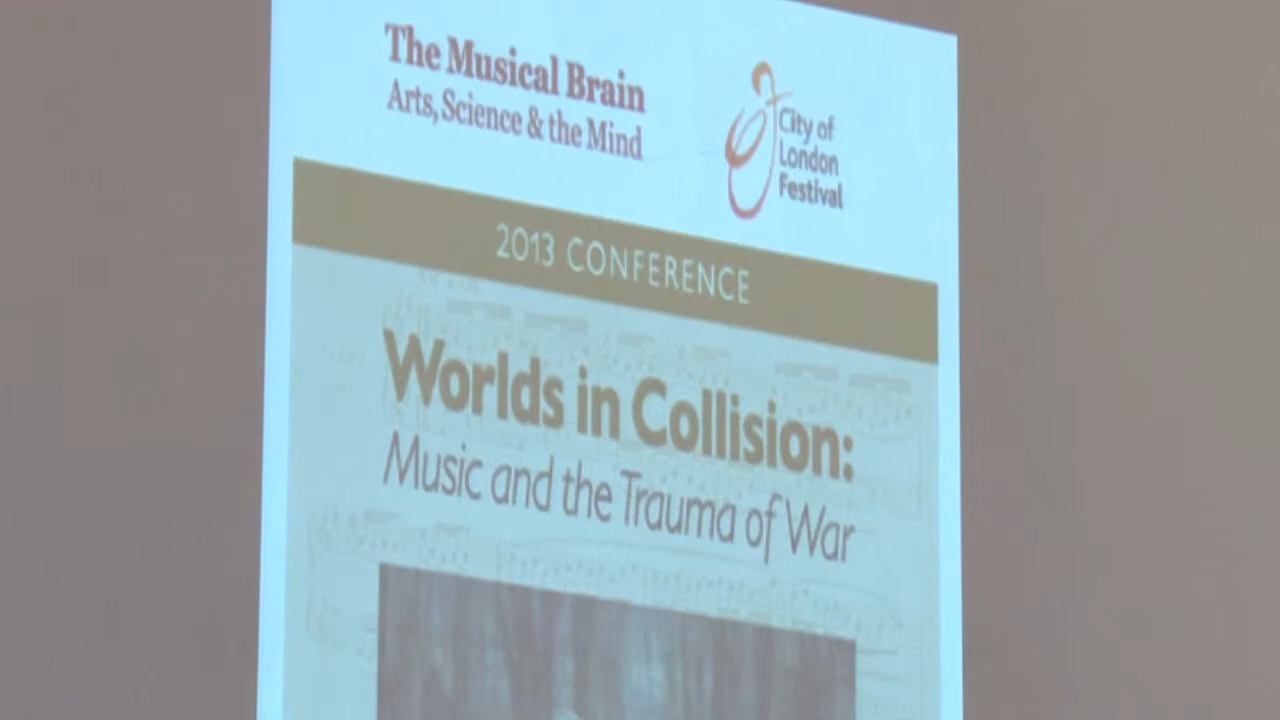 The Musical Brain
Arts, Science & the Mind
City of
London
Festival
2013 CONFERENCE
Worlds in Collision:
Music and the Trauma of War